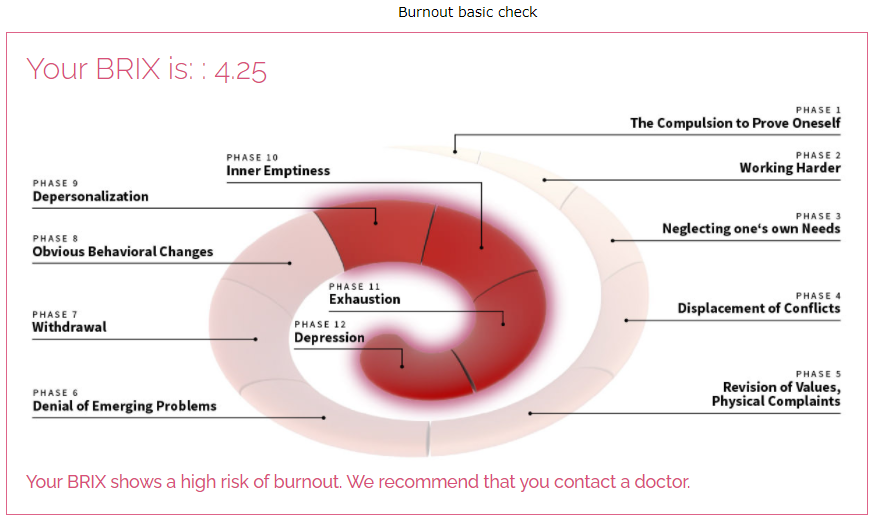 Burnout basic check
Your BRIX is: : 4.25
PHASE 1
The Compulsion to Prove Oneself
PHASE 2
Working Harder
PHASE 3
Neglecting one‘s own Needs
PHASE 4
Displacement of Conflicts
PHASE 5
Revision of Values,
Physical Complaints
PHASE 6
Denial of Emerging Problems
PHASE 7
Withdrawal
PHASE 8
Obvious Behavioral Changes
PHASE 9
Depersonalization
PHASE 10
Inner Emptiness
PHASE 11
Exhaustion
PHASE 12
Depression
Your BRIX shows a high risk of burnout. We recommend that you contact a doctor.